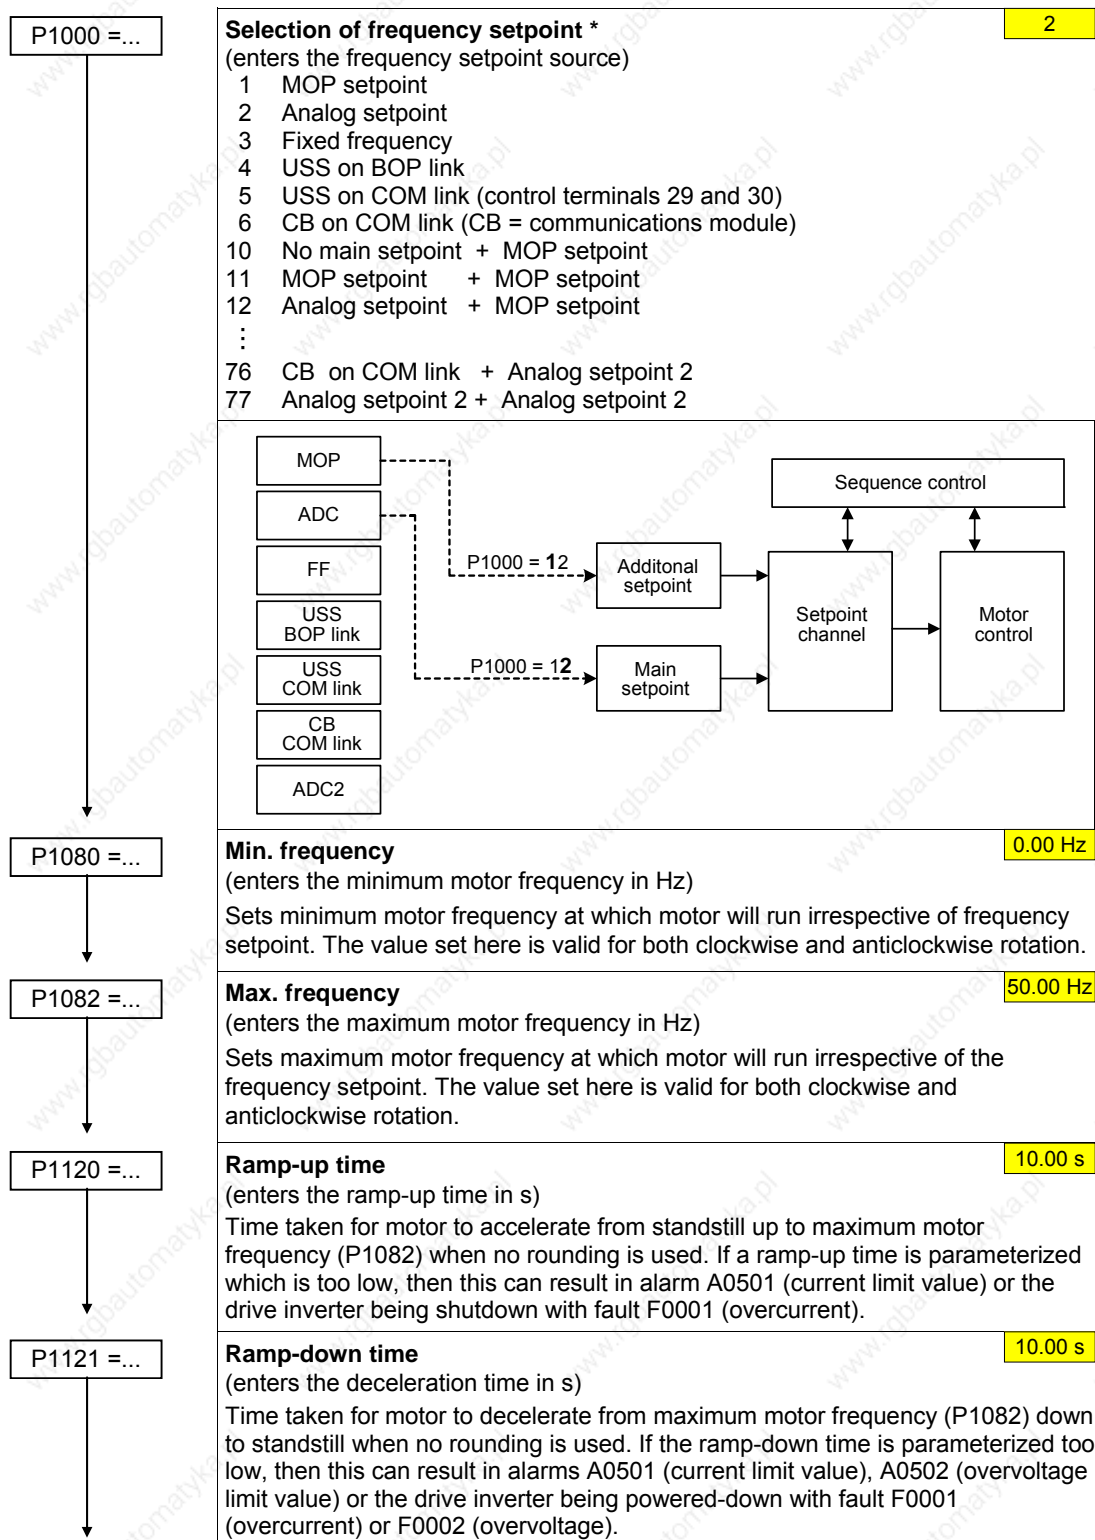 P1000 =...
Selection of frequency setpoint *
2
(enters the frequency setpoint source)
1 MOP setpoint
2 Analog setpoint
3 Fixed frequency
4 USS on BOP link
5 USS on COM link (control terminals 29 and 30)
6 CB on COM link (CB = communications module)
10 No main setpoint + MOP setpoint
11 MOP setpoint + MOP setpoint
12 Analog setpoint + MOP setpoint
⋮
76 CB on COM link + Analog setpoint 2
77 Analog setpoint 2 + Analog setpoint 2
MOP
ADC
FF
USS
BOP link
USS
COM link
CB
COM link
ADC2
P1000 = 12
P1000 = 12
Additonal
setpoint
Main
setpoint
Sequence control
Setpoint
channel
Motor
control
P1080 =...
Min. frequency
0.00 Hz
(enters the minimum motor frequency in Hz)
Sets minimum motor frequency at which motor will run irrespective of frequency
setpoint. The value set here is valid for both clockwise and anticlockwise rotation.
P1082 =...
Max. frequency
50.00 Hz
(enters the maximum motor frequency in Hz)
Sets maximum motor frequency at which motor will run irrespective of the
frequency setpoint. The value set here is valid for both clockwise and
anticlockwise rotation.
P1120 =...
Ramp-up time
10.00 s
(enters the ramp-up time in s)
Time taken for motor to accelerate from standstill up to maximum motor
frequency (P1082) when no rounding is used. If a ramp-up time is parameterized
which is too low, then this can result in alarm A0501 (current limit value) or the
drive inverter being shutdown with fault F0001 (overcurrent).
P1121 =...
Ramp-down time
10.00 s
(enters the deceleration time in s)
Time taken for motor to decelerate from maximum motor frequency (P1082) down
to standstill when no rounding is used. If the ramp-down time is parameterized too
low, then this can result in alarms A0501 (current limit value), A0502 (overvoltage
limit value) or the drive inverter being powered-down with fault F0001
(overcurrent) or F0002 (overvoltage).
www.rgbautomatyka.pl